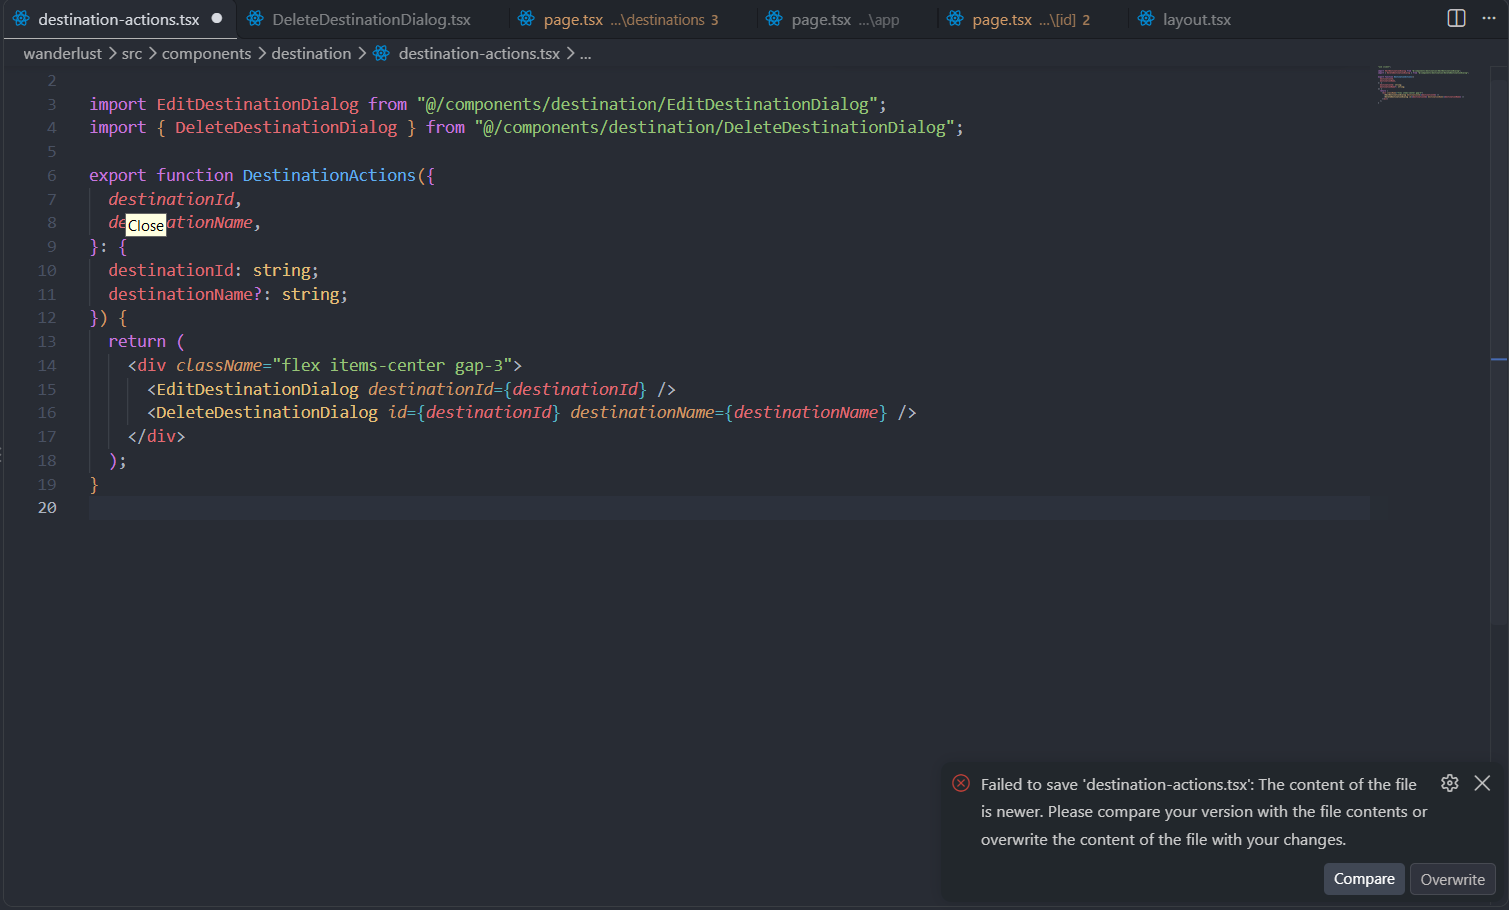 destination-actions.tsx DeleteDestinationDialog.tsx page.tsx ...\destinations 3 page.tsx ...\app page.tsx ...\[id] 2 layout.tsx
wanderlust > src > components > destination > destination-actions.tsx > ...
2
3 import EditDestinationDialog from "@/components/destination/EditDestinationDialog";
4 import { DeleteDestinationDialog } from "@/components/destination/DeleteDestinationDialog";
5
6 export function DestinationActions({
7 destinationId,
8 de Close ationName,
9 }: {
10 destinationId: string;
11 destinationName?: string;
12 }) {
13 return (
14 <div className="flex items-center gap-3">
15 <EditDestinationDialog destinationId={destinationId} />
16 <DeleteDestinationDialog id={destinationId} destinationName={destinationName} />
17 </div>
18 );
19 }
20
Failed to save 'destination-actions.tsx': The content of the file
is newer. Please compare your version with the file contents or
overwrite the content of the file with your changes.
Compare Overwrite